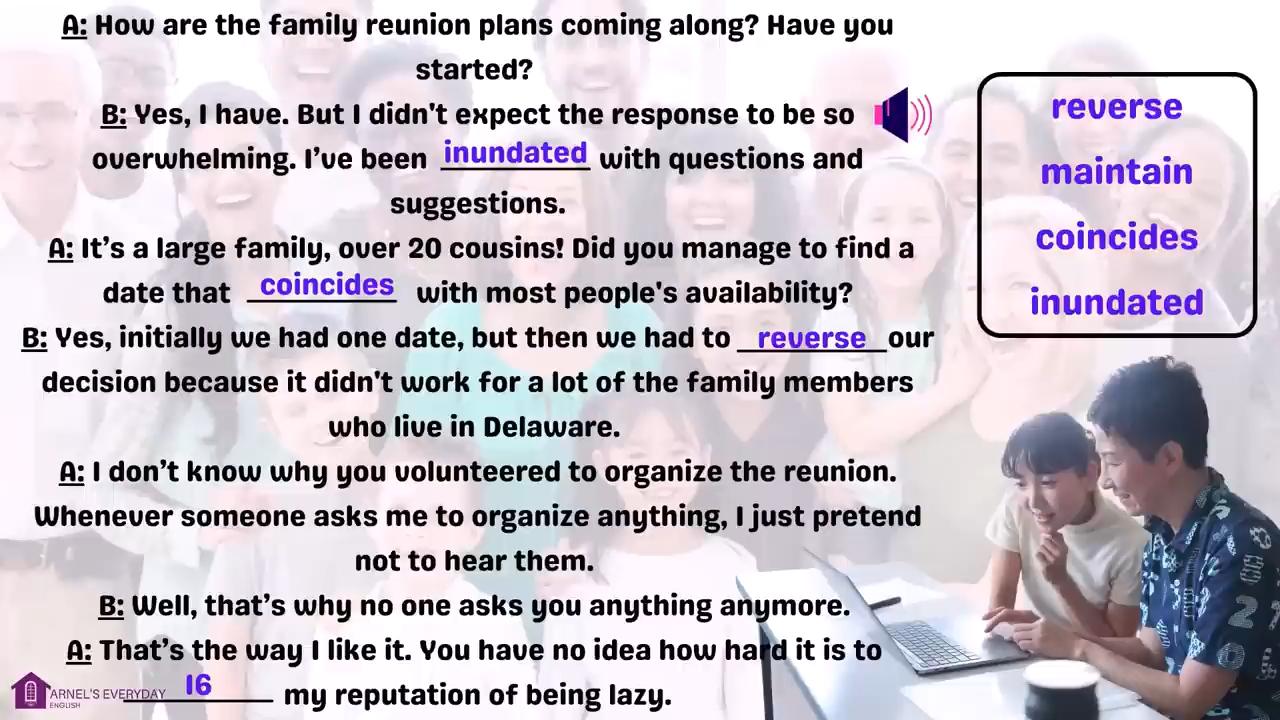 A: How are the family reunion plans coming along? Have you
started?
B: Yes, I have. But I didn't expect the response to be so
overwhelming. I've been inundated with questions and
suggestions.
A: It's a large family, over 20 cousins! Did you manage to find a
date that coincides with most people's availability?
B: Yes, initially we had one date, but then we had to reverse our
decision because it didn't work for a lot of the family members
who live in Delaware.
A: I don't know why you volunteered to organize the reunion.
Whenever someone asks me to organize anything, I just pretend
not to hear them.
B: Well, that's why no one asks you anything anymore.
A: That's the way I like it. You have no idea how hard it is to
16 my reputation of being lazy.
reverse
maintain
coincides
inundated
ARNEL'S EVERYDAY
ENGLISH